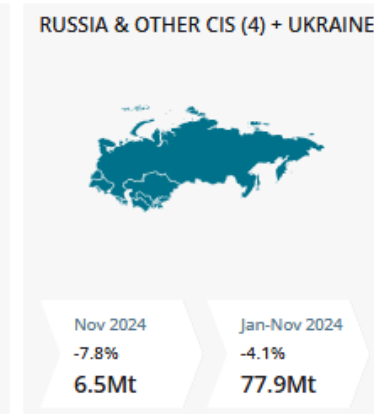 RUSSIA & OTHER CIS (4) + UKRAINE
Nov 2024
-7.8%
6.5Mt
Jan-Nov 2024
-4.1%
77.9Mt